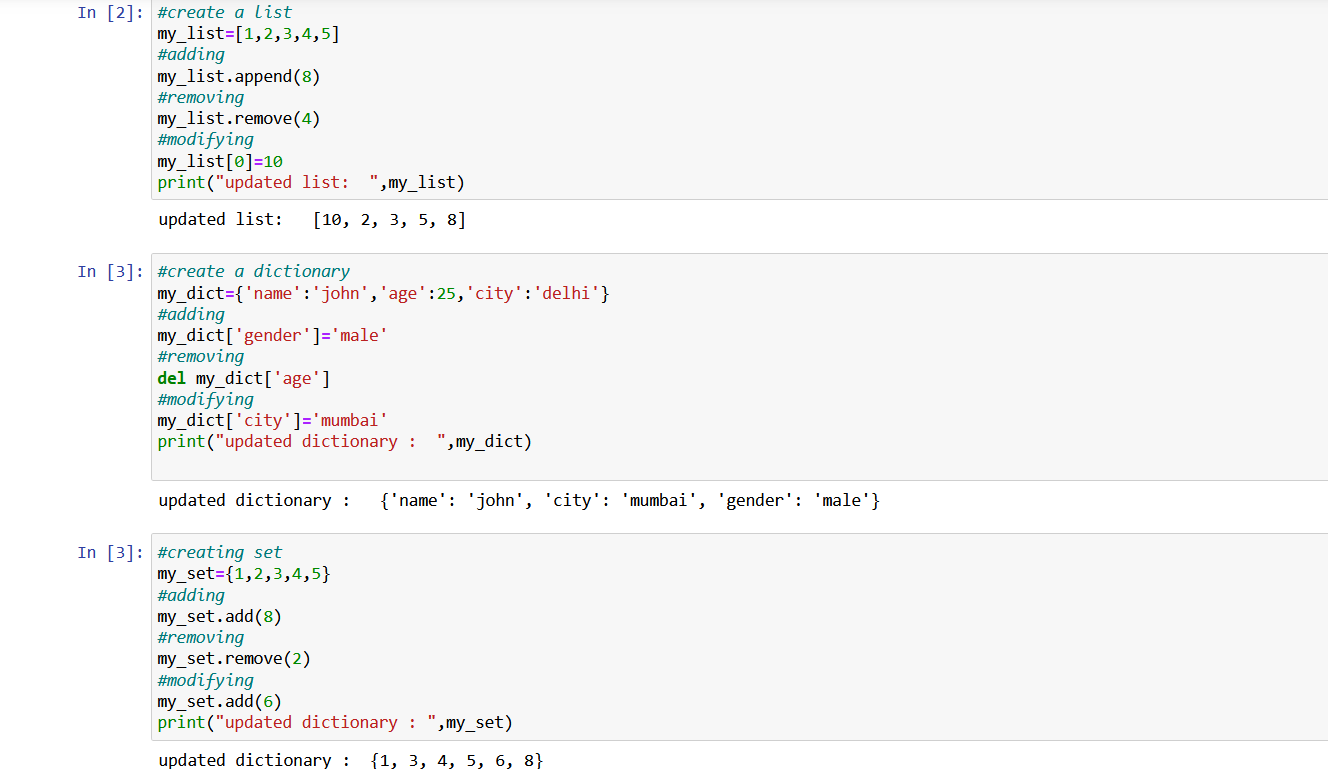 In [2]: #create a list
my_list=[1,2,3,4,5]
#adding
my_list.append(8)
#removing
my_list.remove(4)
#modifying
my_list[0]=10
print("updated list:  ",my_list)
updated list:   [10, 2, 3, 5, 8]
In [3]: #create a dictionary
my_dict={'name':'john','age':25,'city':'delhi'}
#adding
my_dict['gender']='male'
#removing
del my_dict['age']
#modifying
my_dict['city']='mumbai'
print("updated dictionary :  ",my_dict)
updated dictionary :   {'name': 'john', 'city': 'mumbai', 'gender': 'male'}
In [3]: #creating set
my_set={1,2,3,4,5}
#adding
my_set.add(8)
#removing
my_set.remove(2)
#modifying
my_set.add(6)
print("updated dictionary : ",my_set)
updated dictionary :  {1, 3, 4, 5, 6, 8}